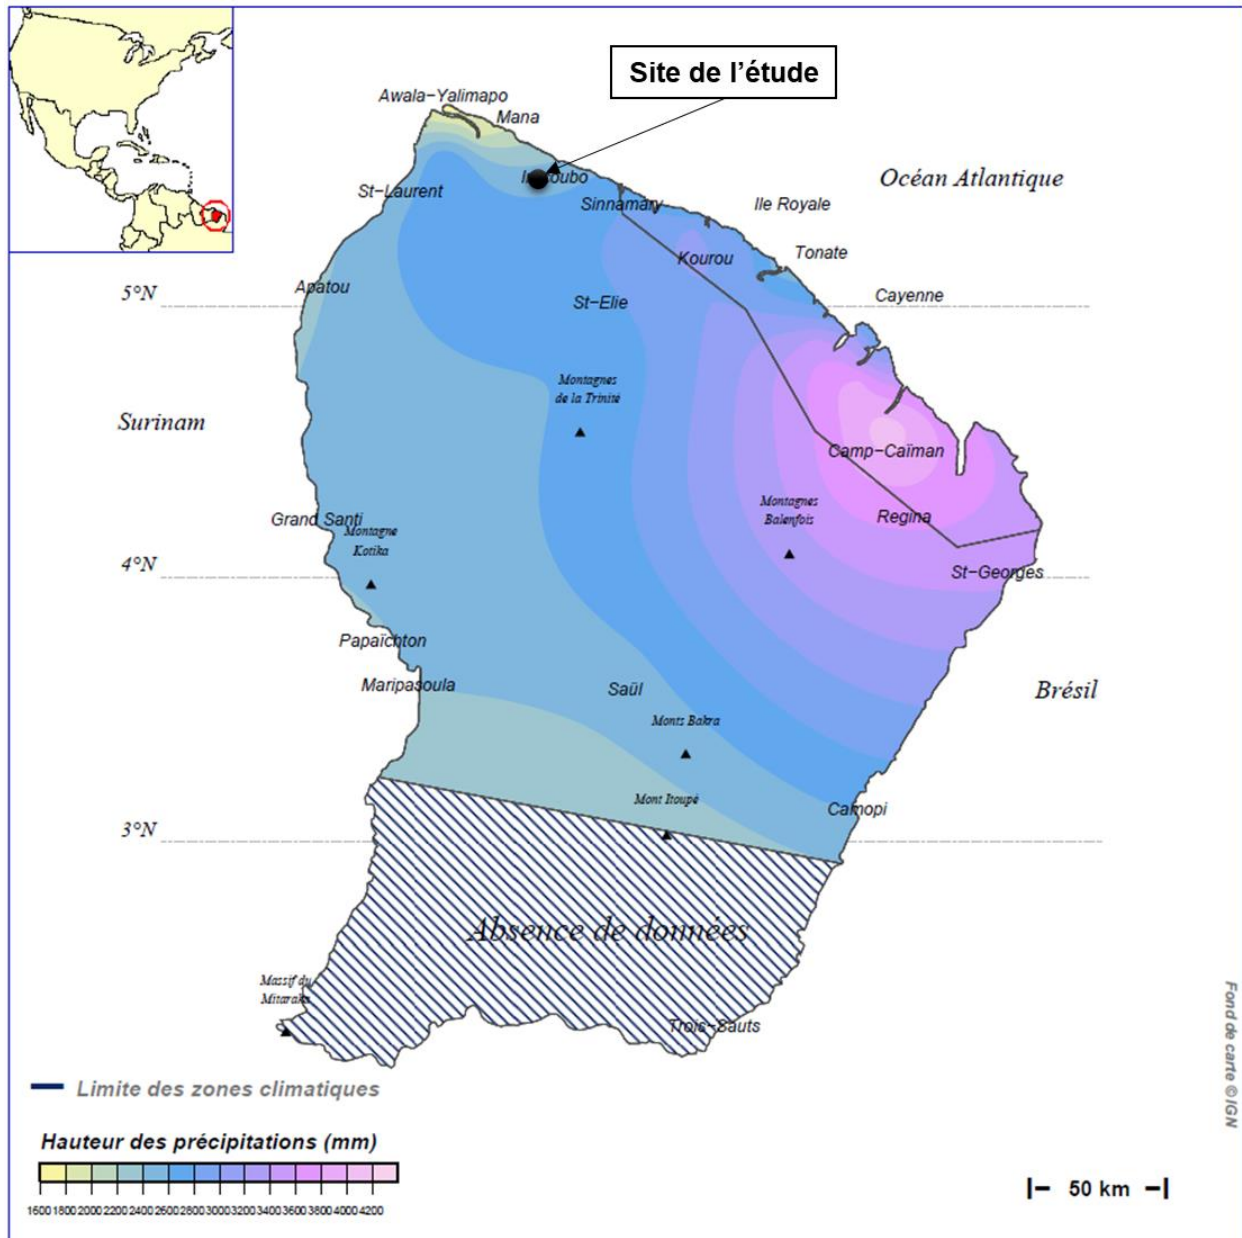 Site de l’étude
Awala-Yalimapo
Mana
Océan Atlantique
St-Laurent
Sinnamary
Ile Royale
Kourou
Tonate
Apatou
5°N
St-Elie
Cayenne
Montagnes
de la Trinité
Surinam
Camp-Caïman
Montagnes
Balenfois
Regina
Grand Santi
Montagne
Kotika
4°N
St-Georges
Papaïchton
Maripasoula
Saül
Brésil
Monts Bakra
Mont Itoupé
Camopi
3°N
Absence de données
Massif du
Mitaraka
Trois-Sauts
Fond de carte © IGN
Limite des zones climatiques
Hauteur des précipitations (mm)
1600 1800 2000 2200 2400 2600 2800 3000 3200 3400 3600 3800 4000 4200
50 km